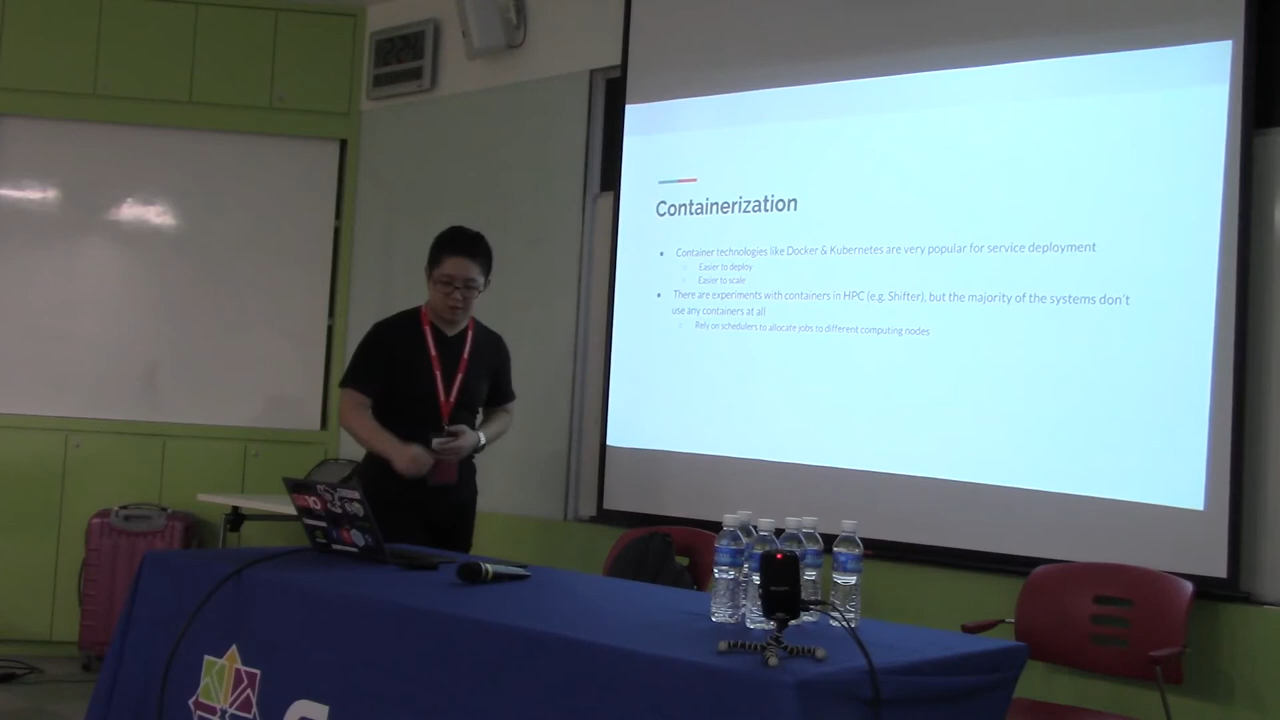 Containerization
Container technologies like Docker & Kubernetes are very popular for service deployment
Easier to deploy
Easier to scale
There are experiments with containers in HPC (e.g. Shifter), but the majority of the systems don't
use any containers at all
Rely on schedulers to allocate jobs to different computing nodes